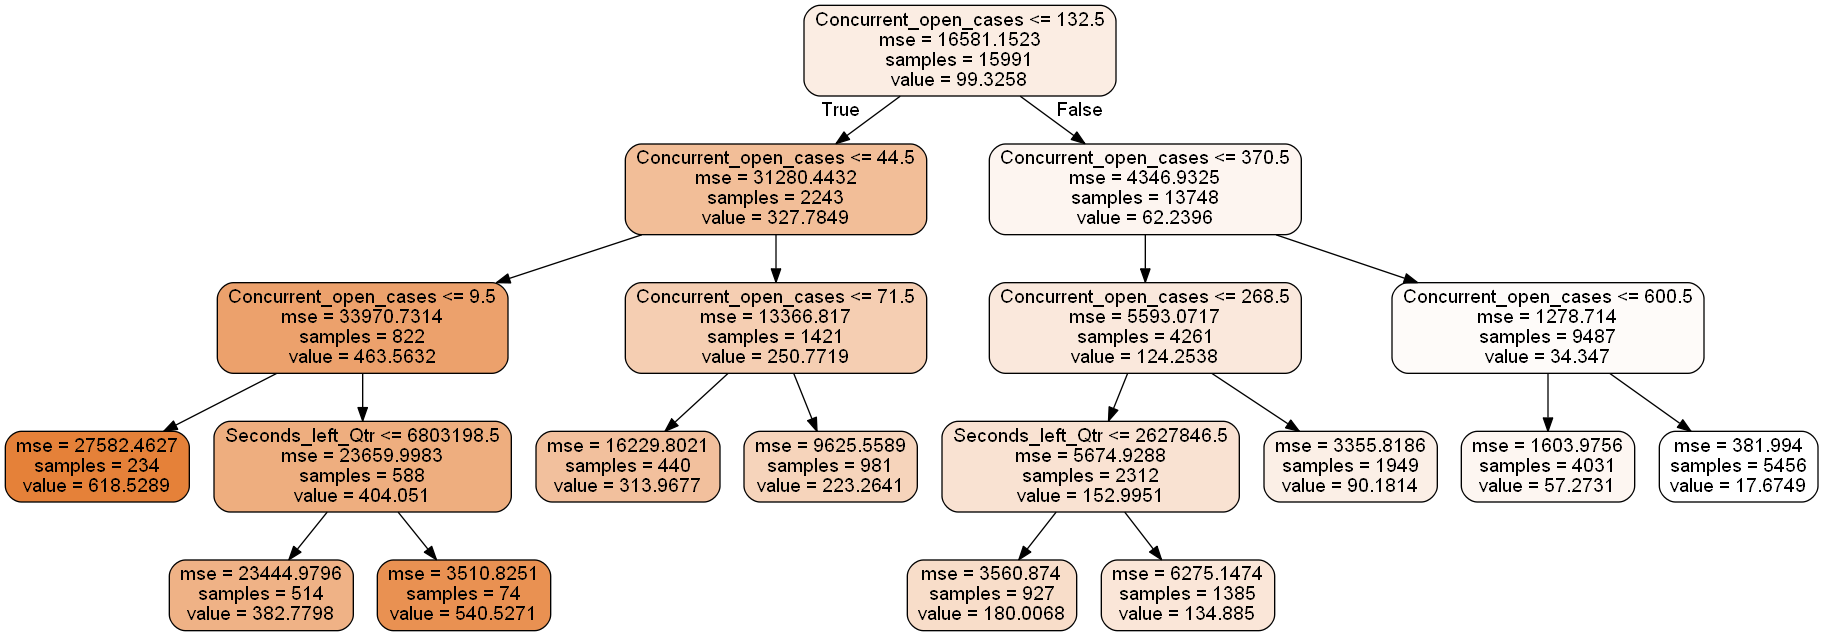 Concurrent_open_cases <= 132.5
mse = 16581.1523
samples = 15991
value = 99.3258
True
False
Concurrent_open_cases <= 44.5
mse = 31280.4432
samples = 2243
value = 327.7849
Concurrent_open_cases <= 370.5
mse = 4346.9325
samples = 13748
value = 62.2396
Concurrent_open_cases <= 9.5
mse = 33970.7314
samples = 822
value = 463.5632
Concurrent_open_cases <= 71.5
mse = 13366.817
samples = 1421
value = 250.7719
Concurrent_open_cases <= 268.5
mse = 5593.0717
samples = 4261
value = 124.2538
Concurrent_open_cases <= 600.5
mse = 1278.714
samples = 9487
value = 34.347
mse = 27582.4627
samples = 234
value = 618.5289
Seconds_left_Qtr <= 6803198.5
mse = 23659.9983
samples = 588
value = 404.051
mse = 16229.8021
samples = 440
value = 313.9677
mse = 9625.5589
samples = 981
value = 223.2641
Seconds_left_Qtr <= 2627846.5
mse = 5674.9288
samples = 2312
value = 152.9951
mse = 3355.8186
samples = 1949
value = 90.1814
mse = 1603.9756
samples = 4031
value = 57.2731
mse = 381.994
samples = 5456
value = 17.6749
mse = 23444.9796
samples = 514
value = 382.7798
mse = 3510.8251
samples = 74
value = 540.5271
mse = 3560.874
samples = 927
value = 180.0068
mse = 6275.1474
samples = 1385
value = 134.885